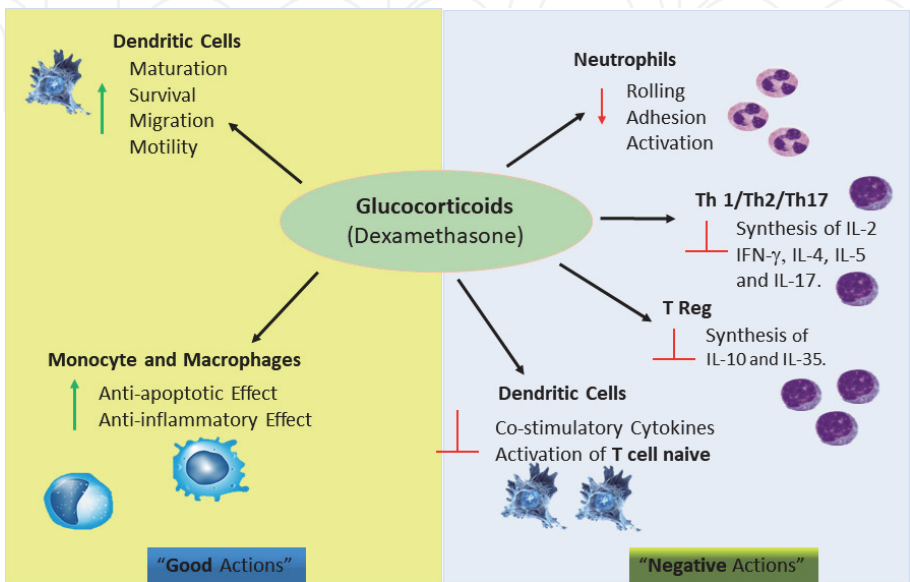 Dendritic Cells
Maturation
Survival
Migration
Motility
Neutrophils
Rolling
Adhesion
Activation
Glucocorticoids
(Dexamethasone)
Th 1/Th2/Th17
Synthesis of IL-2
IFN-γ, IL-4, IL-5
and IL-17.
T Reg
Synthesis of
IL-10 and IL-35.
Monocyte and Macrophages
Anti-apoptotic Effect
Anti-inflammatory Effect
Dendritic Cells
Co-stimulatory Cytokines
Activation of T cell naive
“Good Actions”
“Negative Actions”